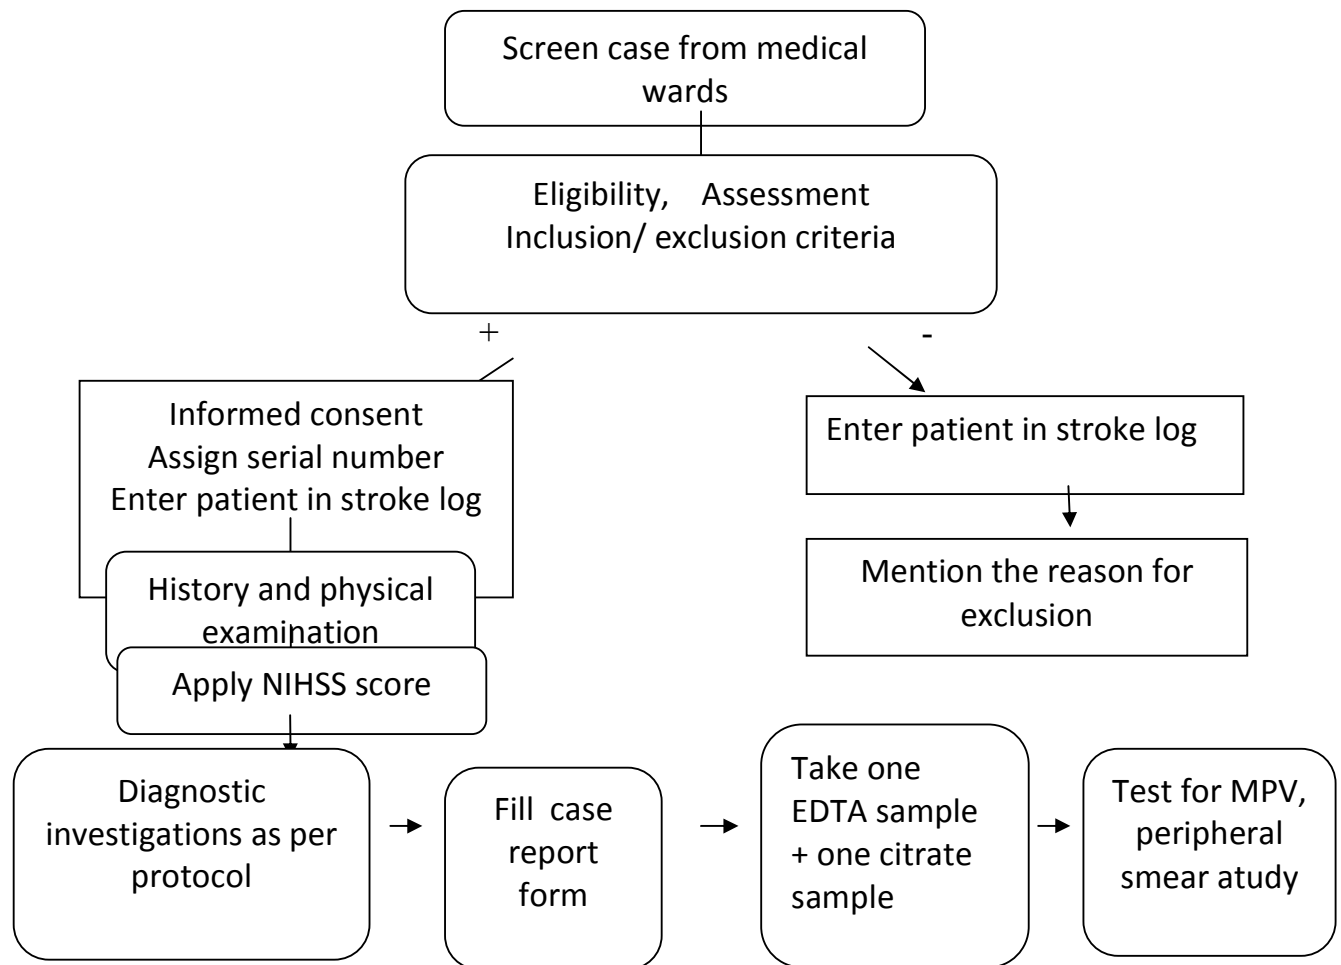 Screen case from medical
wards
Eligibility,    Assessment
Inclusion/ exclusion criteria
+
-
Informed consent
Assign serial number
Enter patient in stroke log
Enter patient in stroke log
History and physical
examination
Mention the reason for
exclusion
Apply NIHSS score
Diagnostic
investigations as per
protocol
Fill  case
report
form
Take one
EDTA sample
+ one citrate
sample
Test for MPV,
peripheral
smear atudy